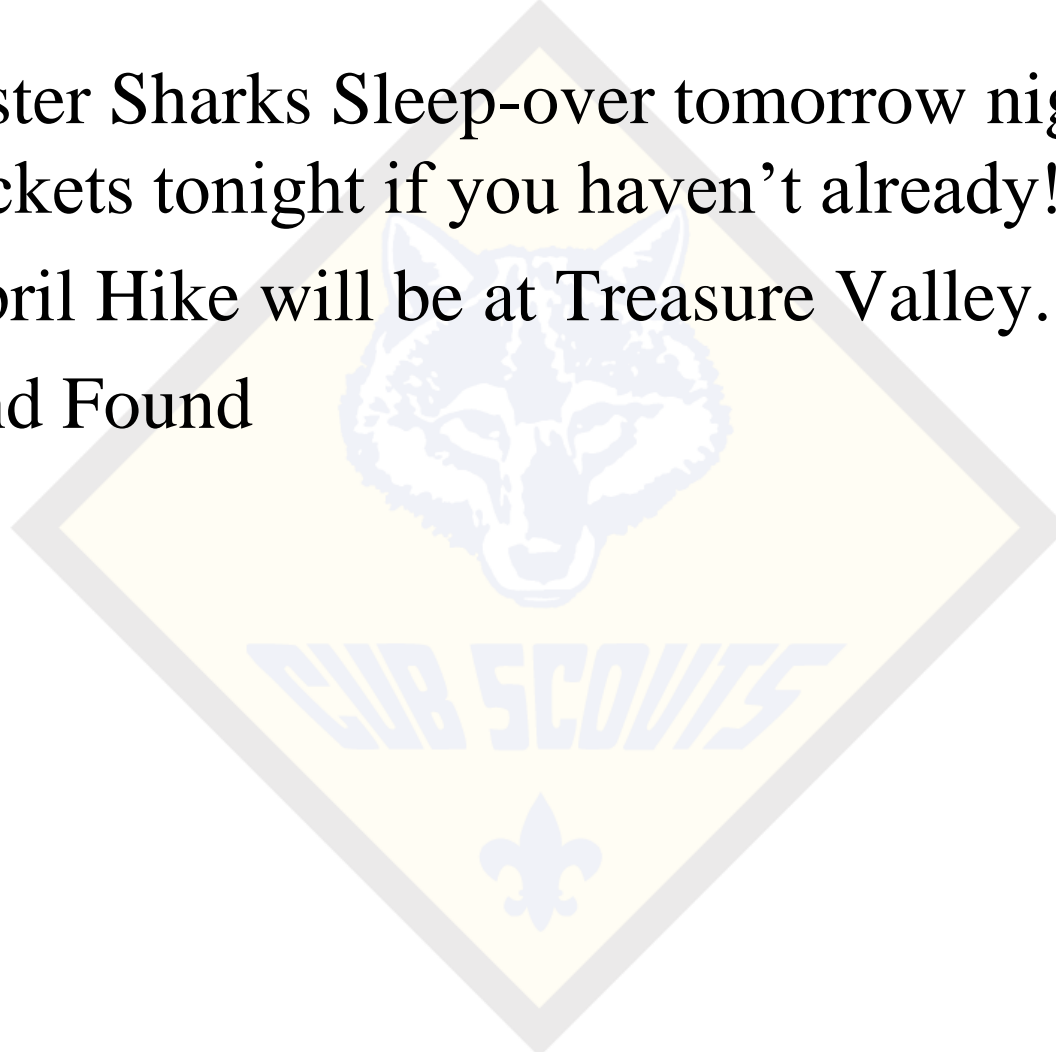 ster Sharks Sleep-over tomorrow nig
ckets tonight if you haven’t already!
pril Hike will be at Treasure Valley.
nd Found
CUB SCOUTS